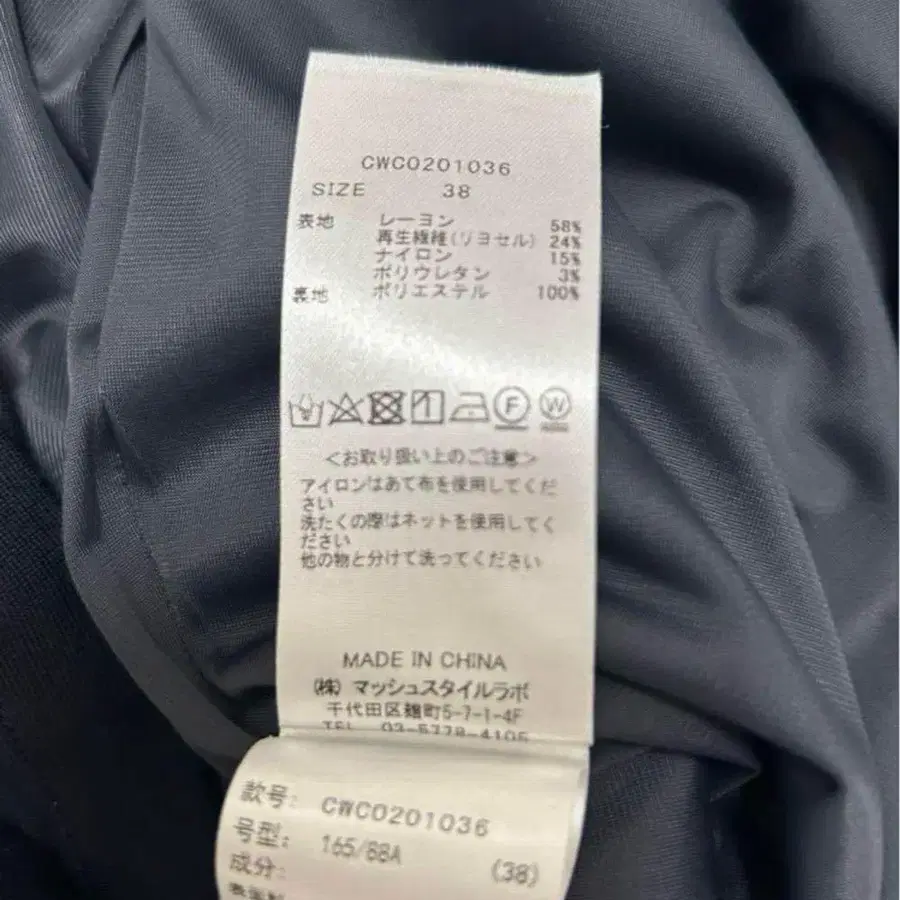 CWC0201036
SIZE 38
表地 レーヨン 58%
再生繊維(リヨセル) 24%
ナイロン 15%
ポリウレタン 3%
裏地 ポリエステル 100%
F W
<お取り扱い上のご注意>
アイロンはあて布を使用してくだ
さい
洗たくの際はネットを使用してく
ださい
他の物と分けて洗ってください
MADE IN CHINA
(株) マッシュスタイルラボ
千代田区麹町5-7-1-4F
TEL 03-5778-4105
款号: CWC0201036
号型: 165/88A (38)
成分: